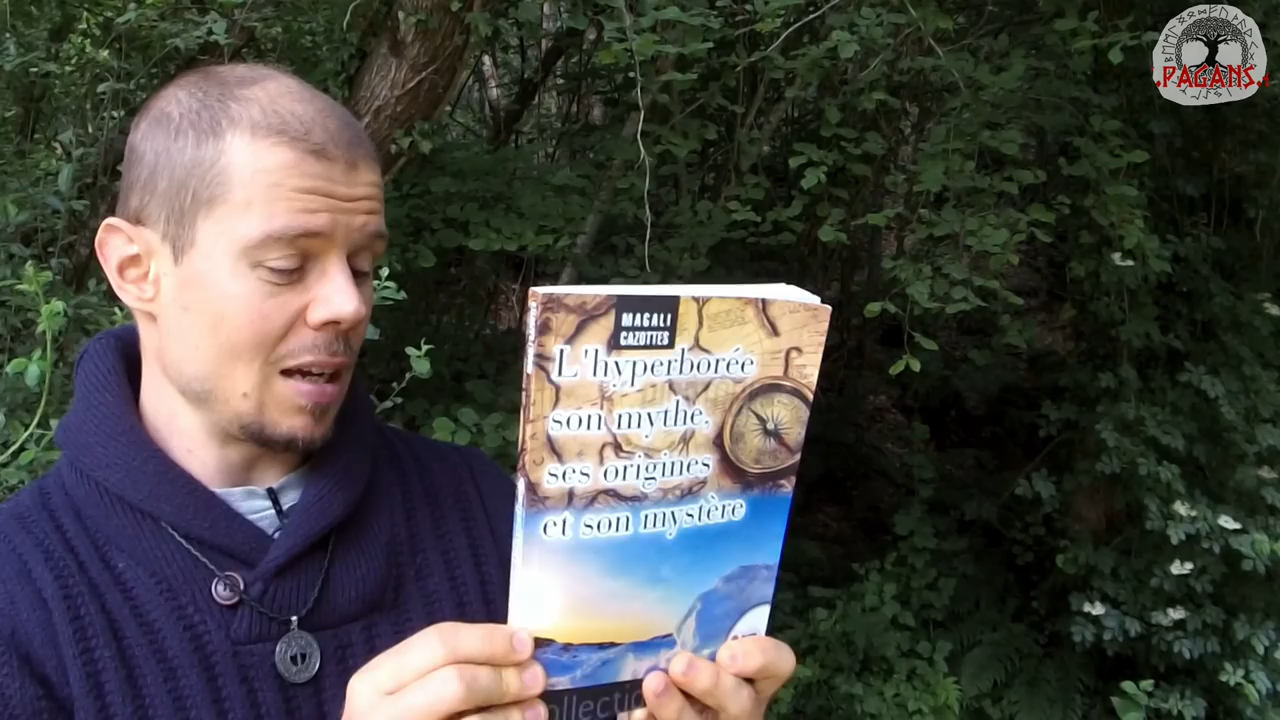 MAGALI
CAZOTTES
L'hyperborée
son mythe,
ses origines
et son mystère
.PAGANS.